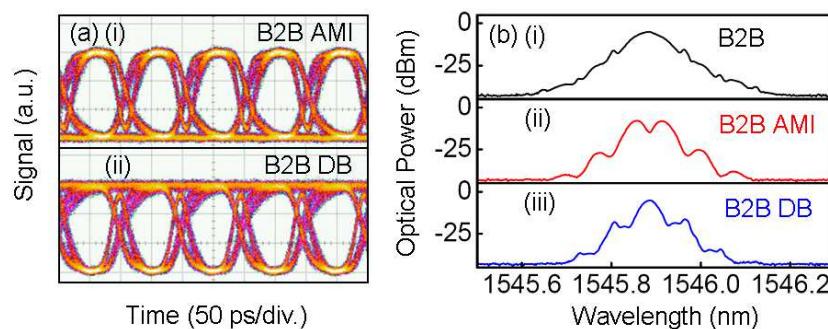 (a) (i) B2B AMI
(ii) B2B DB
Signal (a.u.)
Time (50 ps/div.)
(b) (i) B2B
(ii) B2B AMI
(iii) B2B DB
0
-25
0
-25
0
-25
Optical Power (dBm)
1545.6 1545.8 1546.0 1546.2
Wavelength (nm)